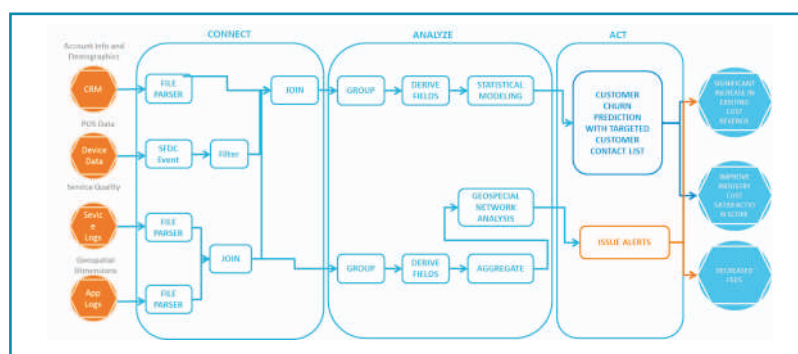 CONNECT
ANALYZE
ACT
Account Info and
Demographics
CRM
FILE
PARSER
JOIN
GROUP
DERIVE
FIELDS
STATISTICAL
MODELING
CUSTOMER
CHURN
PREDICTION
WITH TARGETED
CUSTOMER
CONTACT LIST
SIGNIFICANT
INCREASE IN
EXISTING
COST
REVENUE
POS Data
Device
Data
SFDC
Event
Filter
Service Quality
Sevic
e
Logs
FILE
PARSER
JOIN
GEOSPECIAL
NETWORK
ANALYSIS
IMPROVE
INDUSTRY
COST
SATISFACTIO
N SCORE
ISSUE ALERTS
Geospatial
Dimensions
App
Logs
FILE
PARSER
GROUP
DERIVE
FIELDS
AGGREGATE
DECREASED